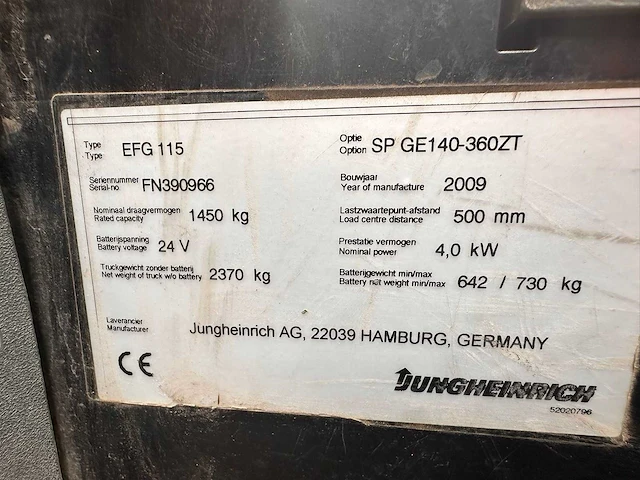 Type EFG 115 Optie SP GE140-360ZT
Type Option
Seriennummer FN390966 Bouwjaar 2009
Serial-no Year of manufacture
Nominaal draagvermogen 1450 kg Lastzwaartepunt-afstand 500 mm
Rated capacity Load centre distance
Batterijspanning 24 V Prestatie vermogen 4,0 kW
Battery voltage Nominal power
Truckgewicht zonder batterij 2370 kg Batterijgewicht min/max 642 / 730 kg
Net weight of truck w/o battery Battery net weight min/max
Leverancier Jungheinrich AG, 22039 HAMBURG, GERMANY
Manufacturer
CE JUNGHEINRICH
52020796